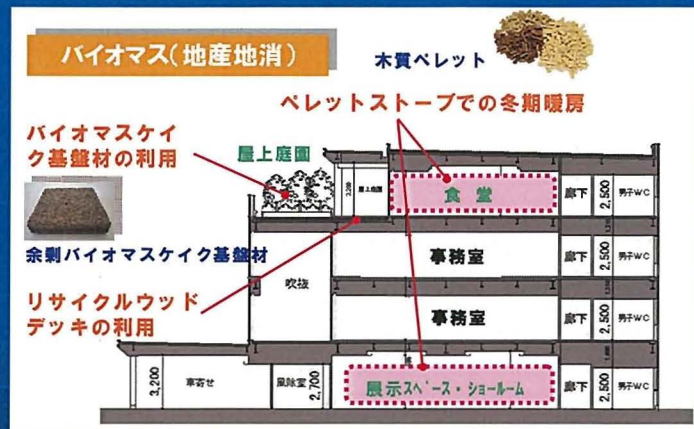 バイオマス(地産地消)
木質ペレット
ペレットストーブでの冬期暖房
バイオマスケイ
ク基盤材の利用
屋上庭園
余剰バイオマスケイク基盤材
リサイクルウッド
デッキの利用
3,200
屋上庭園
食堂
廊下
2,500
男子WC
吹抜
事務室
廊下
2,500
男子WC
事務室
廊下
2,500
男子WC
3,200
車寄せ
風除室
2,700
展示スペース・ショールーム
廊下
2,500
男子WC